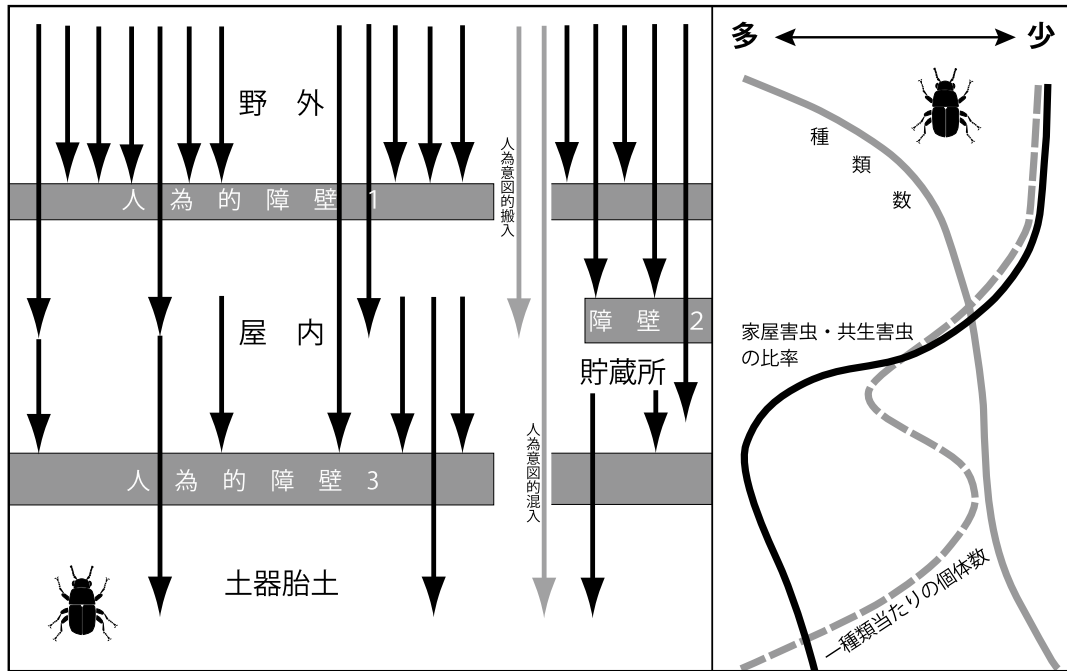 野 外
人 為 的 障 壁 1
人為意図的搬入
屋 内
障 壁 2
貯蔵所
人 為 的 障 壁 3
人為意図的混入
土器胎土
多
少
種類数
家屋害虫・共生害虫
の比率
一種類当たりの個体数